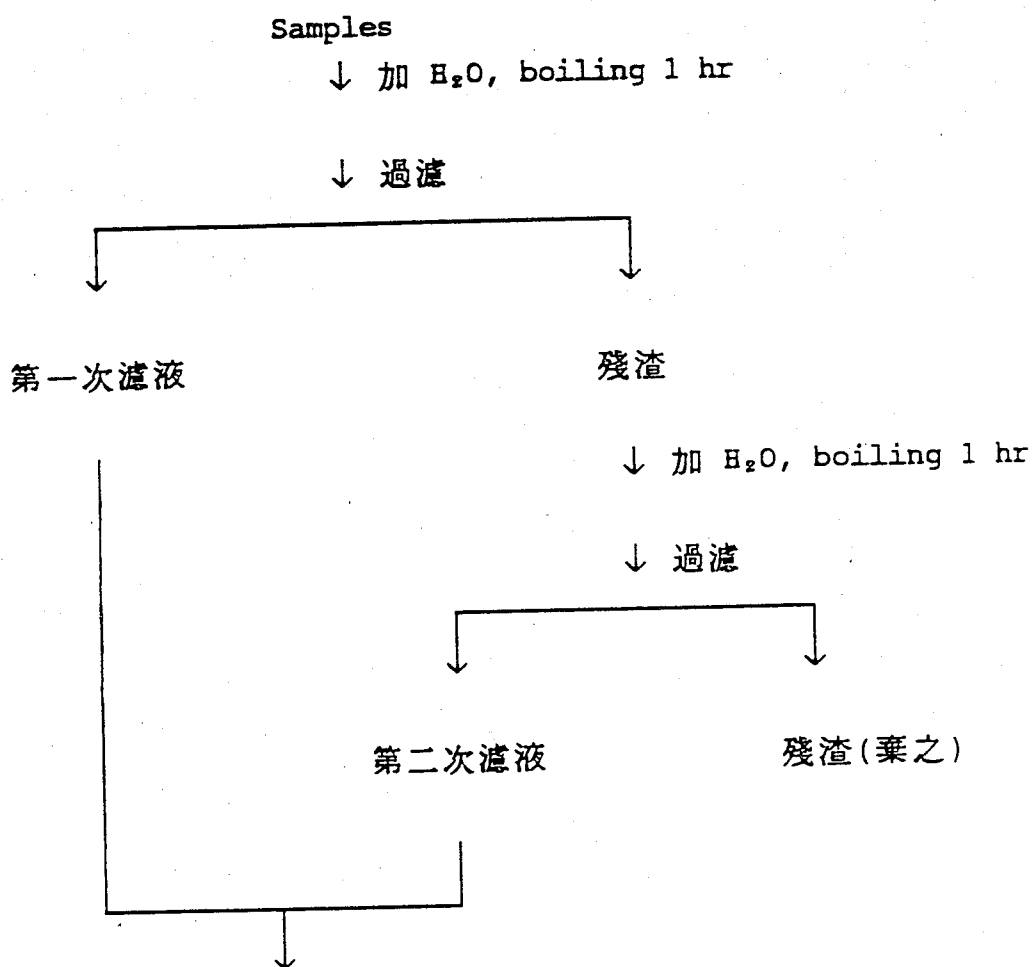 Samples
↓ 加 H₂O, boiling 1 hr
↓ 過濾
第一次濾液
殘渣
↓ 加 H₂O, boiling 1 hr
↓ 過濾
第二次濾液
殘渣(棄之)